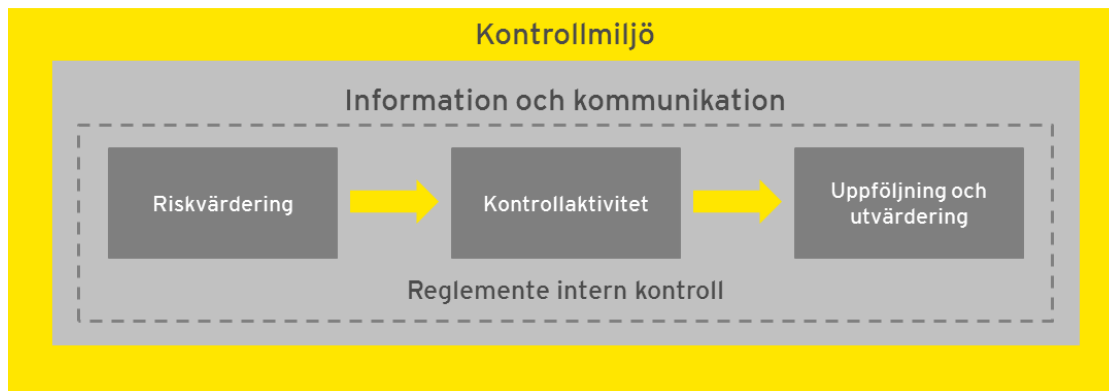 Kontrollmiljö
Information och kommunikation
Riskvärdering
Kontrollaktivitet
Uppföljning och
utvärdering
Reglemente intern kontroll